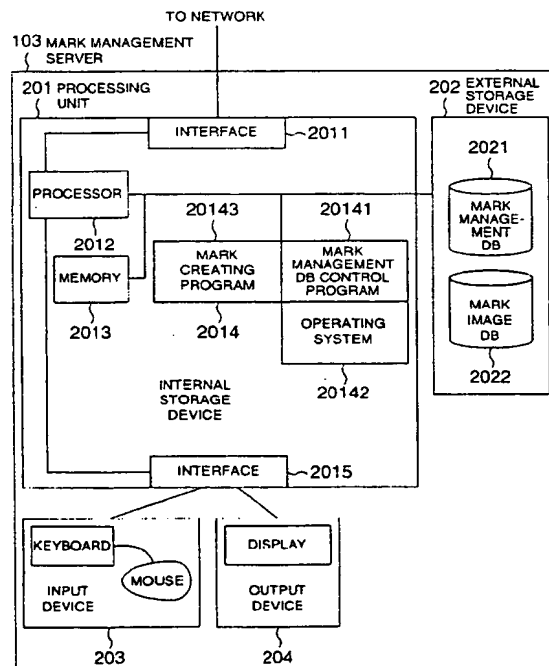 TO NETWORK
103 MARK MANAGEMENT
SERVER
201 PROCESSING
UNIT
202 EXTERNAL
STORAGE
DEVICE
INTERFACE
2011
2021
PROCESSOR
2012
20143
20141
MARK
MANAGE-
MENT
DB
MEMORY
2013
MARK
CREATING
PROGRAM
2014
MARK
MANAGEMENT
DB CONTROL
PROGRAM
OPERATING
SYSTEM
20142
MARK
IMAGE
DB
2022
INTERNAL
STORAGE
DEVICE
INTERFACE
2015
KEYBOARD
MOUSE
INPUT
DEVICE
203
DISPLAY
OUTPUT
DEVICE
204